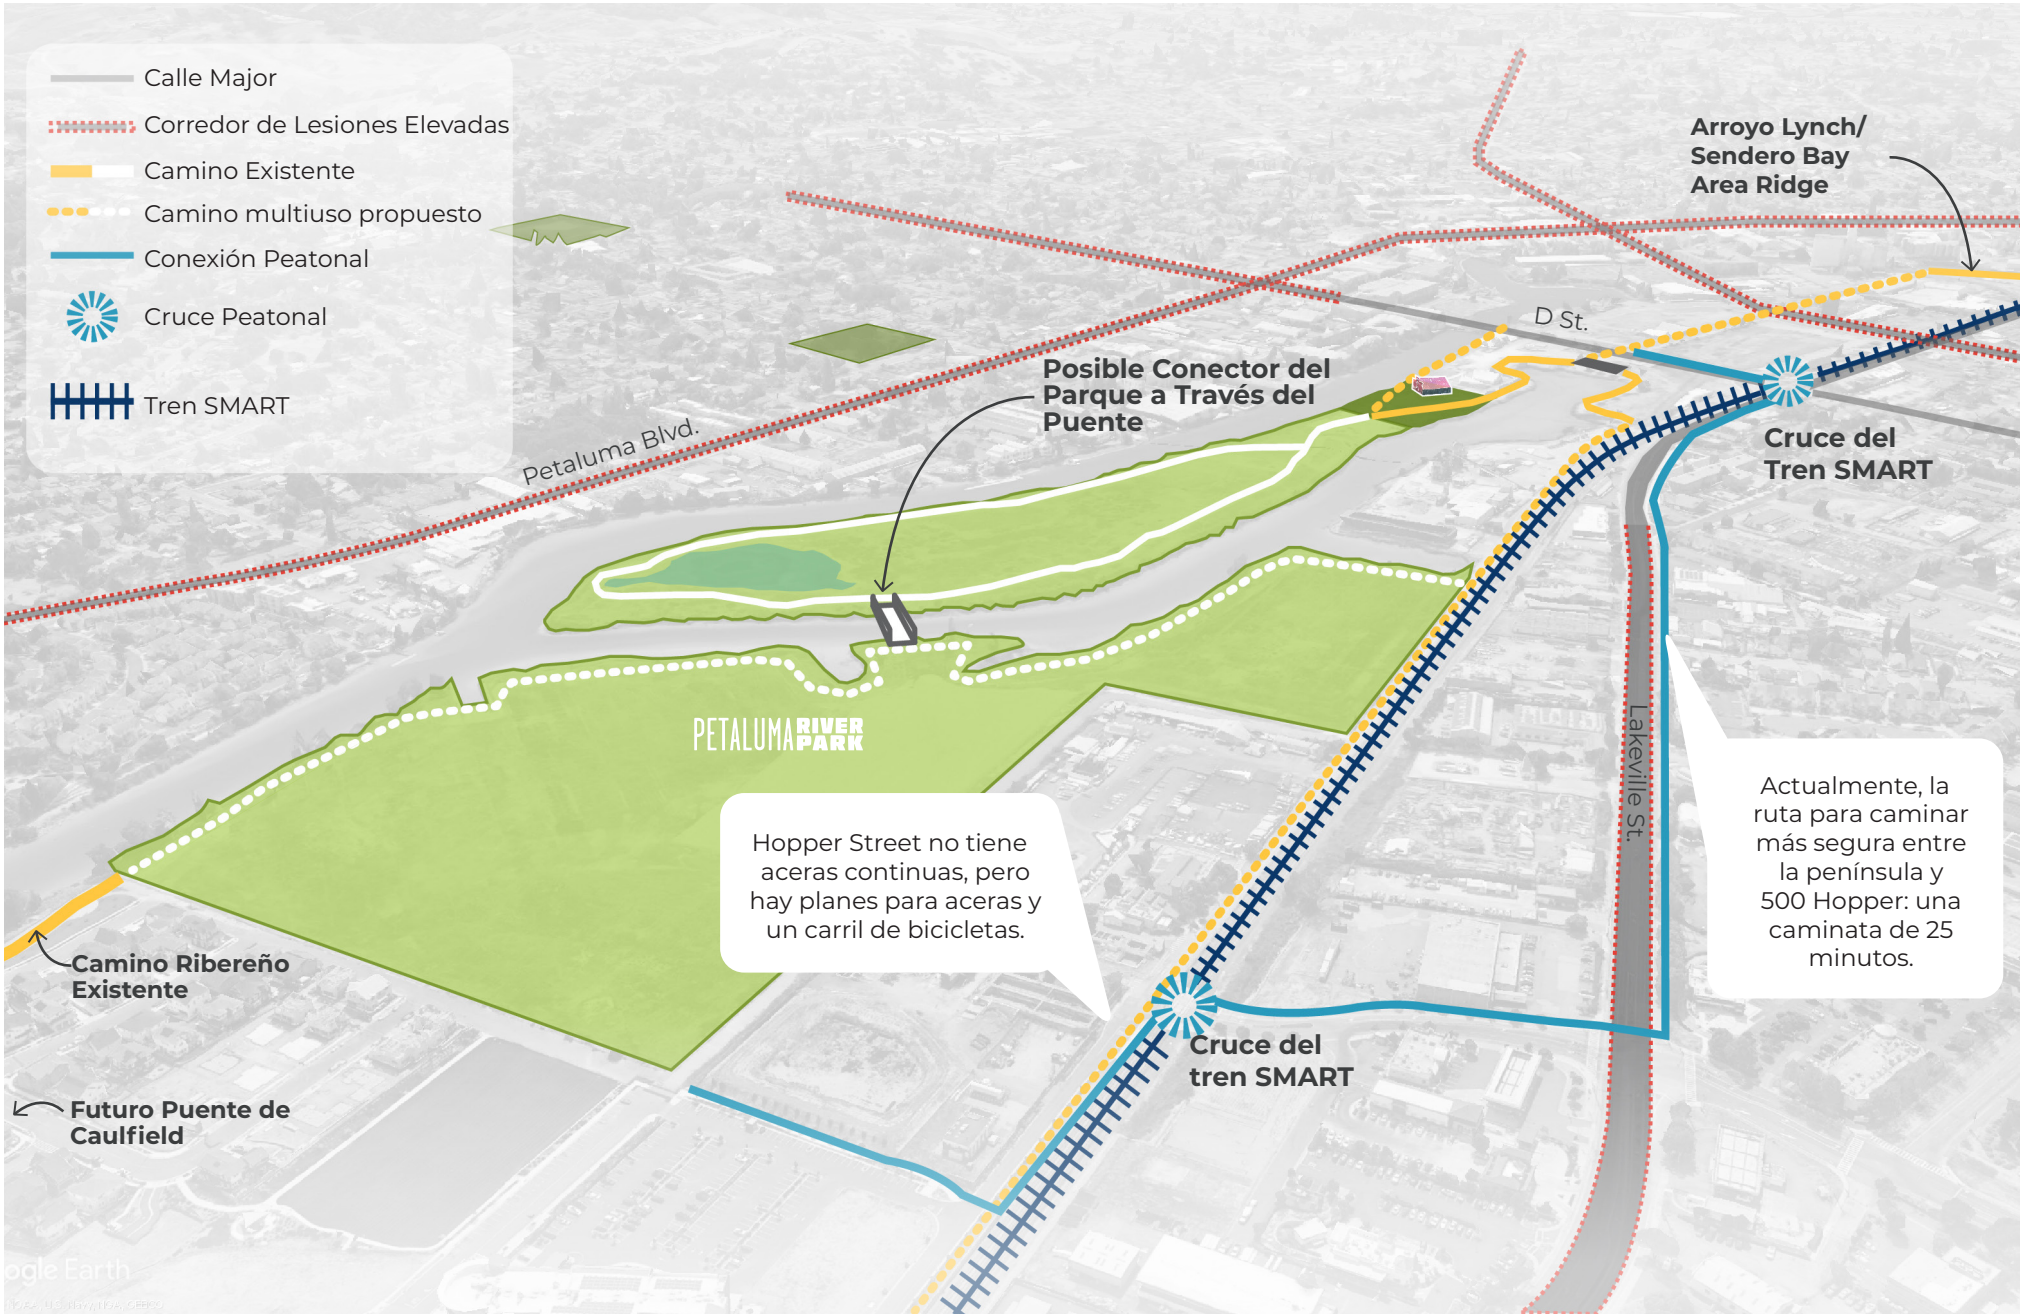 Calle Major
Corredor de Lesiones Elevadas
Camino Existente
Camino multiuso propuesto
Conexión Peatonal
Cruce Peatonal
Tren SMART
Arroyo Lynch/
Sendero Bay
Area Ridge
D St.
Posible Conector del
Parque a Través del
Puente
Petaluma Blvd.
Cruce del
Tren SMART
PETALUMA RIVER
PARK
Lakeville St.
Actualmente, la
ruta para caminar
más segura entre
la península y
500 Hopper: una
caminata de 25
minutos.
Hopper Street no tiene
aceras continuas, pero
hay planes para aceras y
un carril de bicicletas.
Camino Ribereño
Existente
Cruce del
tren SMART
Futuro Puente de
Caulfield
ogle Earth